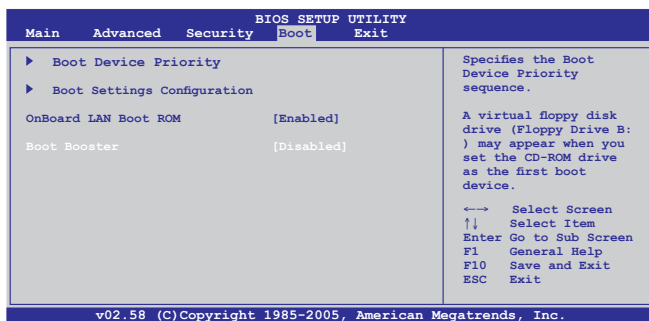 BIOS SETUP UTILITY
Main Advanced Security Boot Exit
Boot Device Priority
Boot Settings Configuration
OnBoard LAN Boot ROM [Enabled]
Boot Booster [Disabled]
Specifies the Boot
Device Priority
sequence.
A virtual floppy disk
drive (Floppy Drive B:
) may appear when you
set the CD-ROM drive
as the first boot
device.
←→ Select Screen
↑↓ Select Item
Enter Go to Sub Screen
F1 General Help
F10 Save and Exit
ESC Exit
v02.58 (C)Copyright 1985-2005, American Megatrends, Inc.